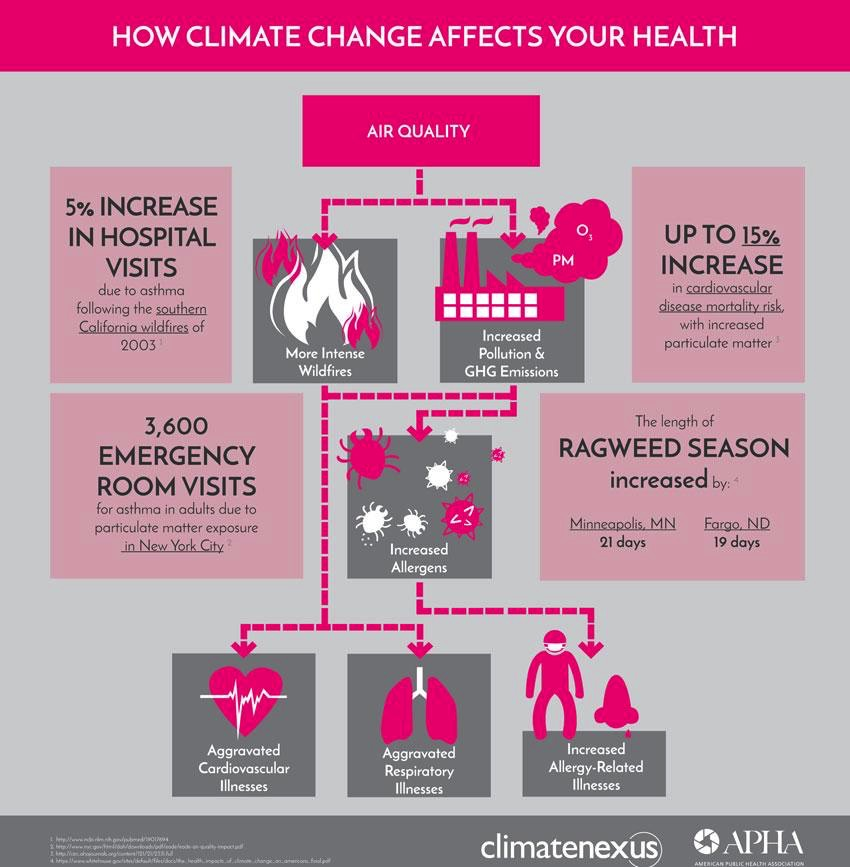 HOW CLIMATE CHANGE AFFECTS YOUR HEALTH
AIR QUALITY
5% INCREASE
IN HOSPITAL
VISITS
due to asthma
following the southern
California wildfires of
2003 1
O3
PM
More Intense
Wildfires
Increased
Pollution &
GHG Emissions
UP TO 15%
INCREASE
in cardiovascular
disease mortality risk,
with increased
particulate matter 3
3,600
EMERGENCY
ROOM VISITS
for asthma in adults due to
particulate matter exposure
in New York City 2
Increased
Allergens
The length of
RAGWEED SEASON
increased by: 4
Minneapolis, MN
21 days
Fargo, ND
19 days
Aggravated
Cardiovascular
Illnesses
Aggravated
Respiratory
Illnesses
Increased
Allergy-Related
Illnesses
climatenexus
APHA
AMERICAN PUBLIC HEALTH ASSOCIATION